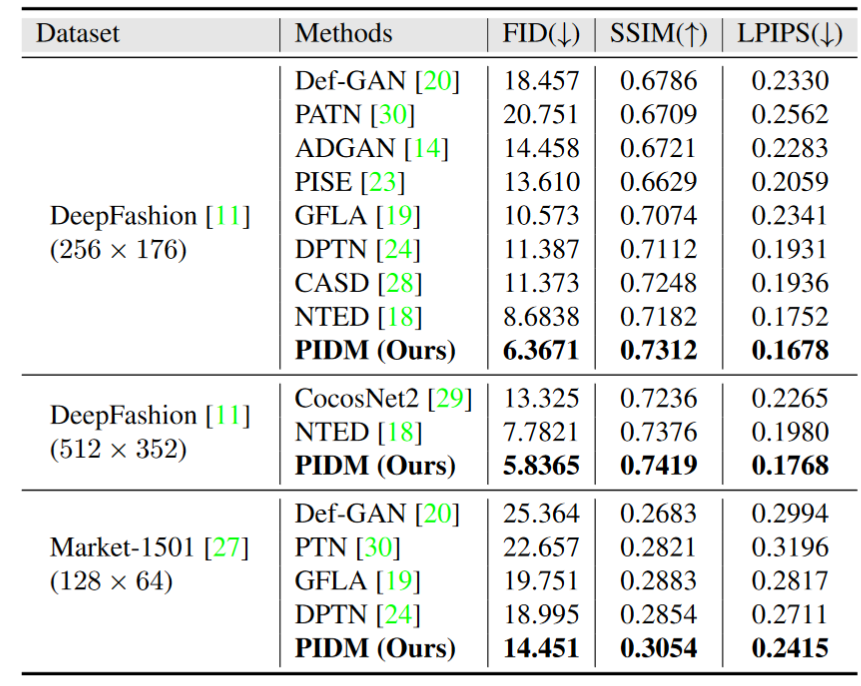 Dataset Methods FID(↓) SSIM(↑) LPIPS(↓)
DeepFashion [11]
(256 × 176)
Def-GAN [20] 18.457 0.6786 0.2330
PATN [30] 20.751 0.6709 0.2562
ADGAN [14] 14.458 0.6721 0.2283
PISE [23] 13.610 0.6629 0.2059
GFLA [19] 10.573 0.7074 0.2341
DPTN [24] 11.387 0.7112 0.1931
CASD [28] 11.373 0.7248 0.1936
NTED [18] 8.6838 0.7182 0.1752
PIDM (Ours) 6.3671 0.7312 0.1678
DeepFashion [11]
(512 × 352)
CocosNet2 [29] 13.325 0.7236 0.2265
NTED [18] 7.7821 0.7376 0.1980
PIDM (Ours) 5.8365 0.7419 0.1768
Market-1501 [27]
(128 × 64)
Def-GAN [20] 25.364 0.2683 0.2994
PTN [30] 22.657 0.2821 0.3196
GFLA [19] 19.751 0.2883 0.2817
DPTN [24] 18.995 0.2854 0.2711
PIDM (Ours) 14.451 0.3054 0.2415